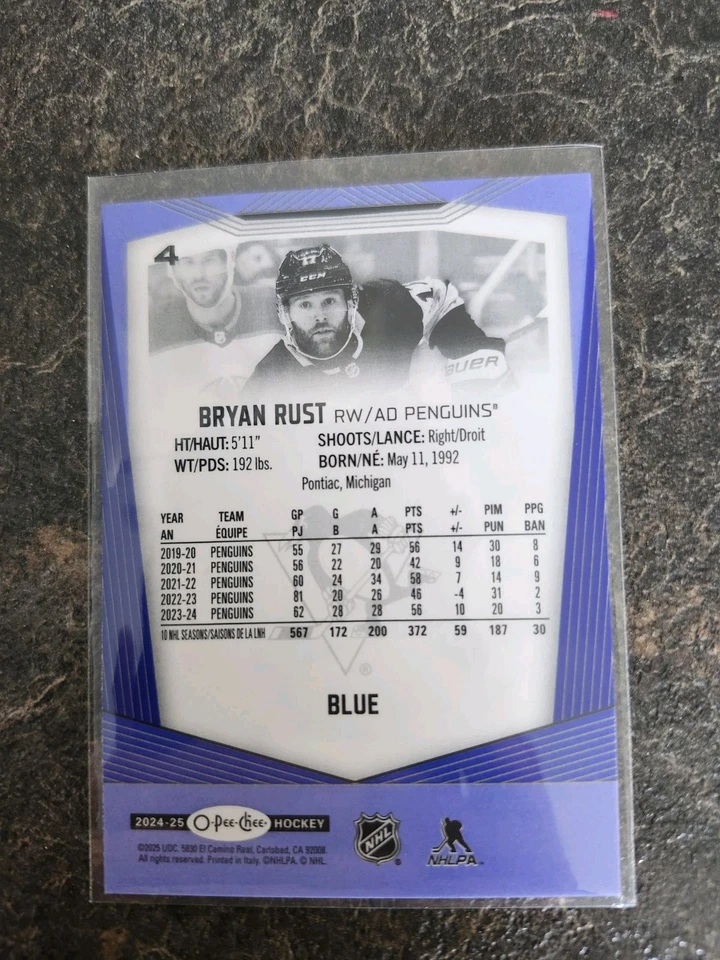 4
17
CCM
BAUER
BRYAN RUST RW/AD PENGUINS®
HT/HAUT: 5'11" SHOOTS/LANCE: Right/Droit
WT/PDS: 192 lbs. BORN/NÉ: May 11, 1992
Pontiac, Michigan
YEAR TEAM GP G A PTS +/- PIM PPG
AN ÉQUIPE PJ B A PTS +/- PUN BAN
2019-20 PENGUINS 55 27 29 56 14 30 8
2020-21 PENGUINS 56 22 20 42 9 18 6
2021-22 PENGUINS 60 24 34 58 7 14 9
2022-23 PENGUINS 81 20 26 46 -4 31 2
2023-24 PENGUINS 62 28 28 56 10 20 3
10 NHL SEASONS/SAISONS DE LA LNH 567 172 200 372 59 187 30
®
BLUE
2024-25 O-Pee-Chee® HOCKEY
NHL ®
NHLPA™
©2025 UDC. 5830 El Camino Real, Carlsbad, CA 92008.
All rights reserved. Printed in Italy. ©NHLPA. © NHL.